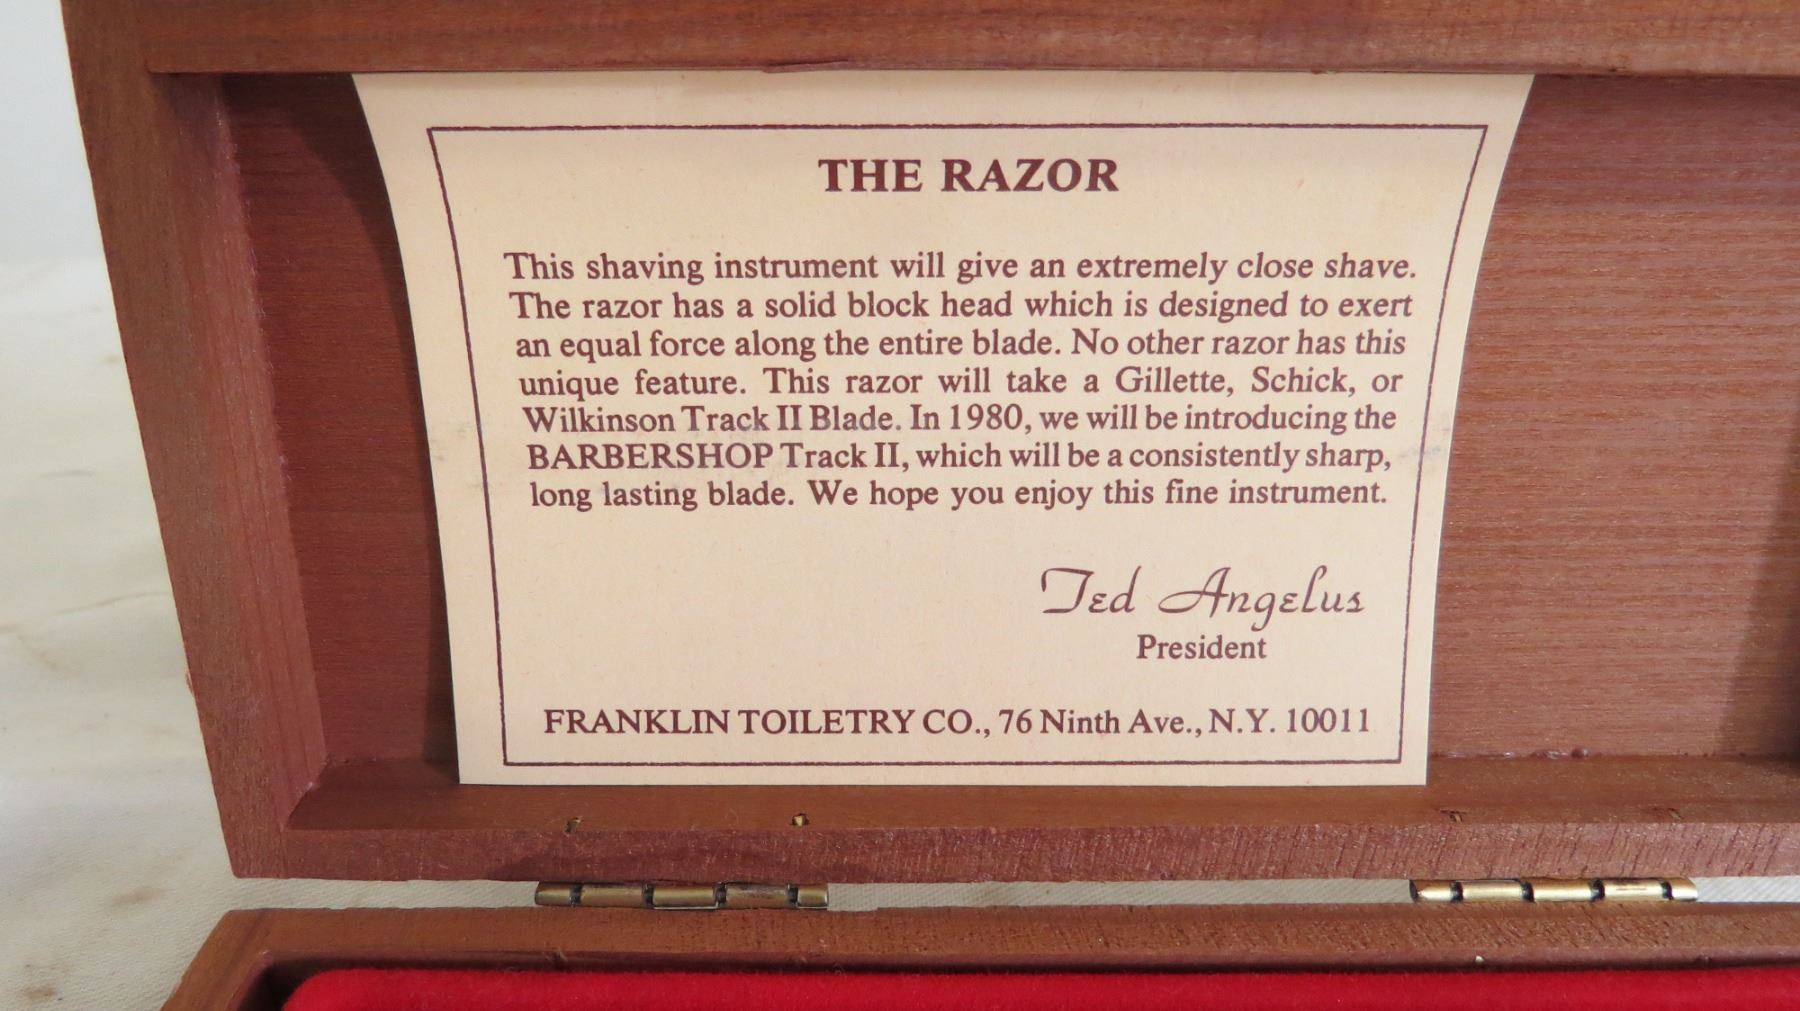 THE RAZOR
This shaving instrument will give an extremely close shave.
The razor has a solid block head which is designed to exert
an equal force along the entire blade. No other razor has this
unique feature. This razor will take a Gillette, Schick, or
Wilkinson Track II Blade. In 1980, we will be introducing the
BARBERSHOP Track II, which will be a consistently sharp,
long lasting blade. We hope you enjoy this fine instrument.
Ted Angelus
President
FRANKLIN TOILETRY CO., 76 Ninth Ave., N.Y. 10011